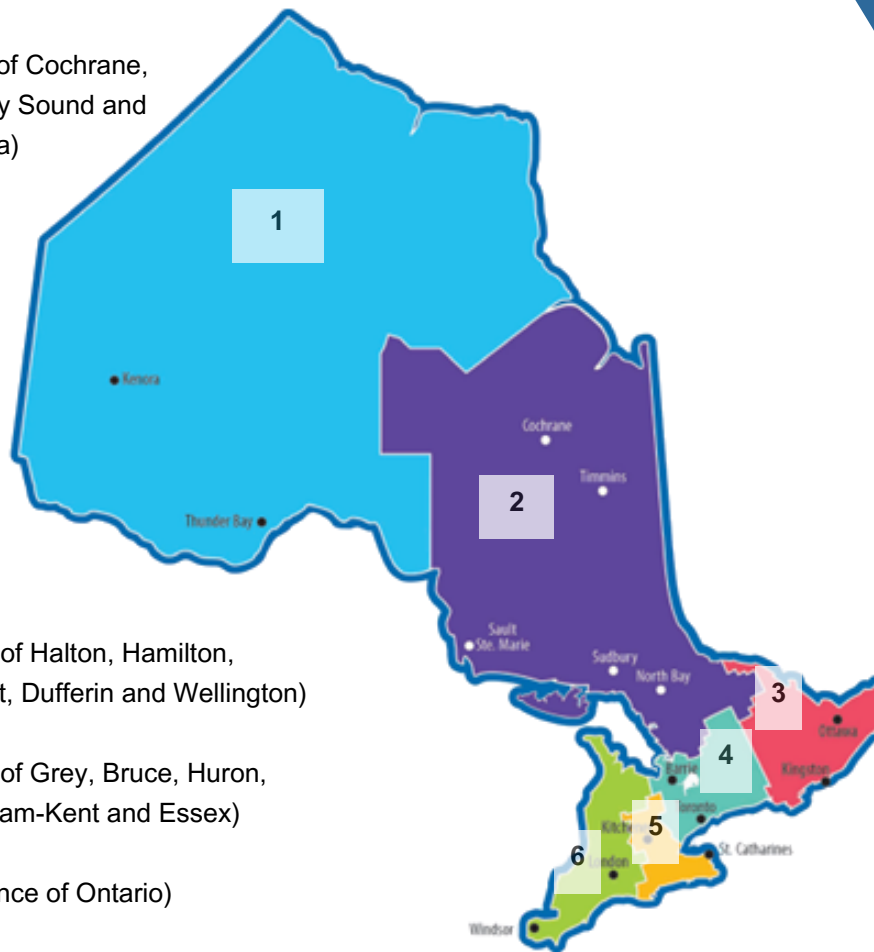 of Cochrane,
y Sound and
a)
1
Kenora
Cochrane
Timmins
2
Thunder Bay
Sault
Ste. Marie
of Halton, Hamilton,
Sudbury
t, Dufferin and Wellington)
North Bay
3
Ottawa
4
of Grey, Bruce, Huron,
Barrie
Kingston
am-Kent and Essex)
oronto
5
Kitchene
St. Catharines
6
London
nce of Ontario)
Windsor